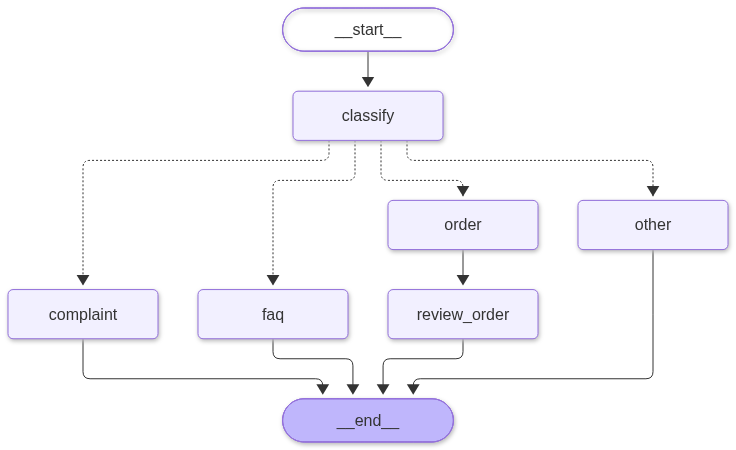 __start__
classify
order
other
complaint
faq
review_order
__end__